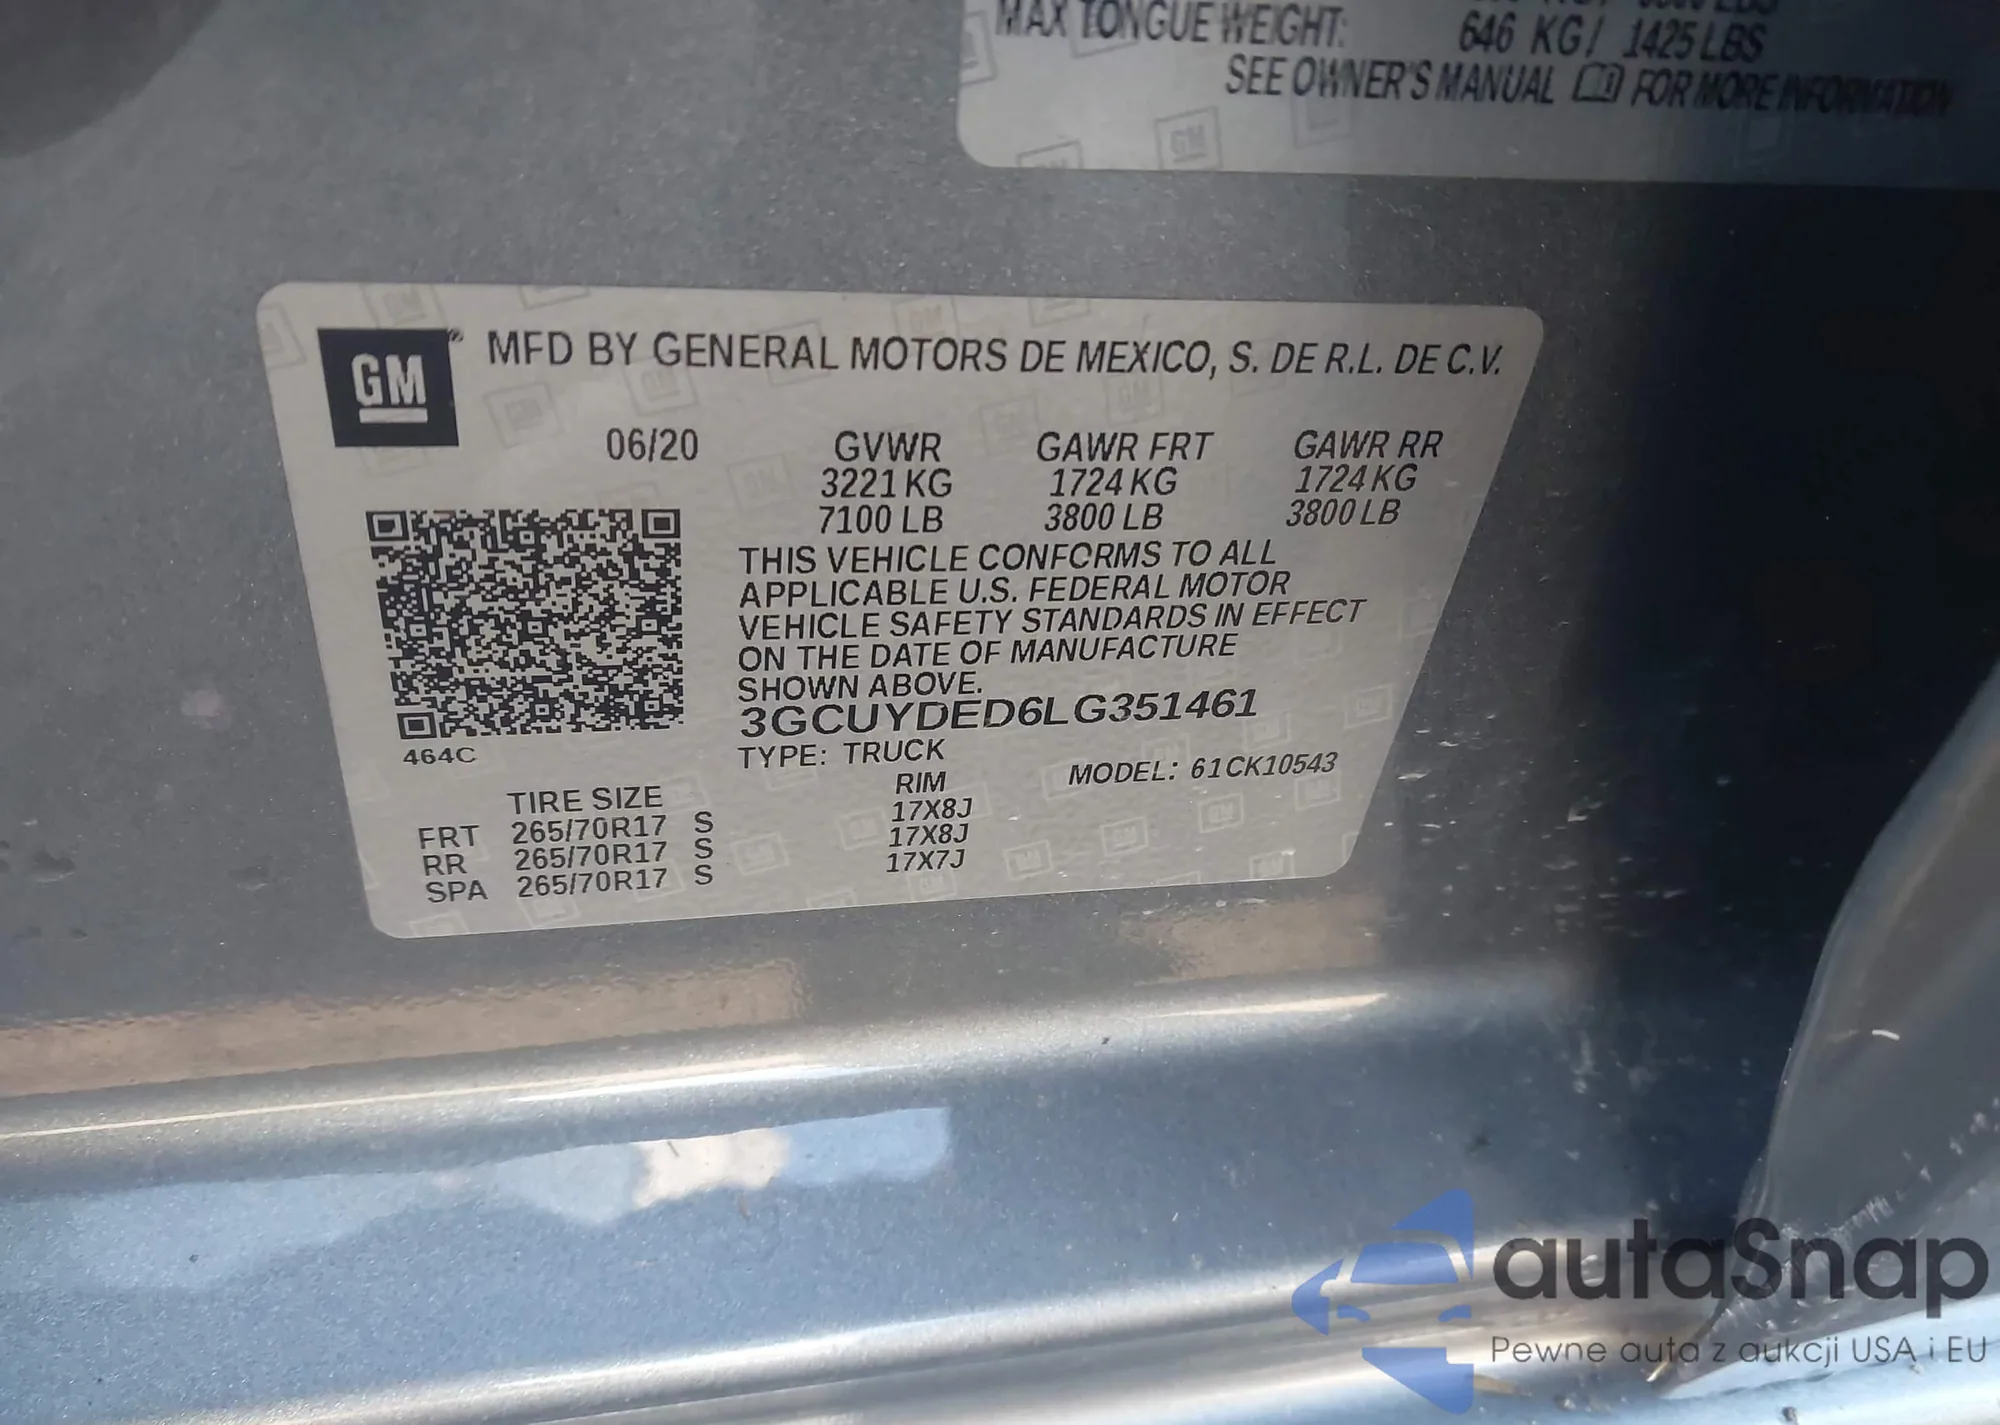 MAX TONGUE WEIGHT: 646 KG/ 1425 LBS
SEE OWNER'S MANUAL FOR MORE INFORMATION
GM
MFD BY GENERAL MOTORS DE MEXICO, S. DE R.L. DE C.V.
06/20 GVWR GAWR FRT GAWR RR
3221 KG 1724 KG 1724 KG
7100 LB 3800 LB 3800 LB
THIS VEHICLE CONFORMS TO ALL
APPLICABLE U.S. FEDERAL MOTOR
VEHICLE SAFETY STANDARDS IN EFFECT
ON THE DATE OF MANUFACTURE
SHOWN ABOVE.
3GCUYDED6LG351461
464C
TYPE: TRUCK
MODEL: 61CK10543
TIRE SIZE RIM
FRT 265/70R17 S 17X8J
RR 265/70R17 S 17X8J
SPA 265/70R17 S 17X7J
autaSnap
Pewne auta z aukcji USA i EU